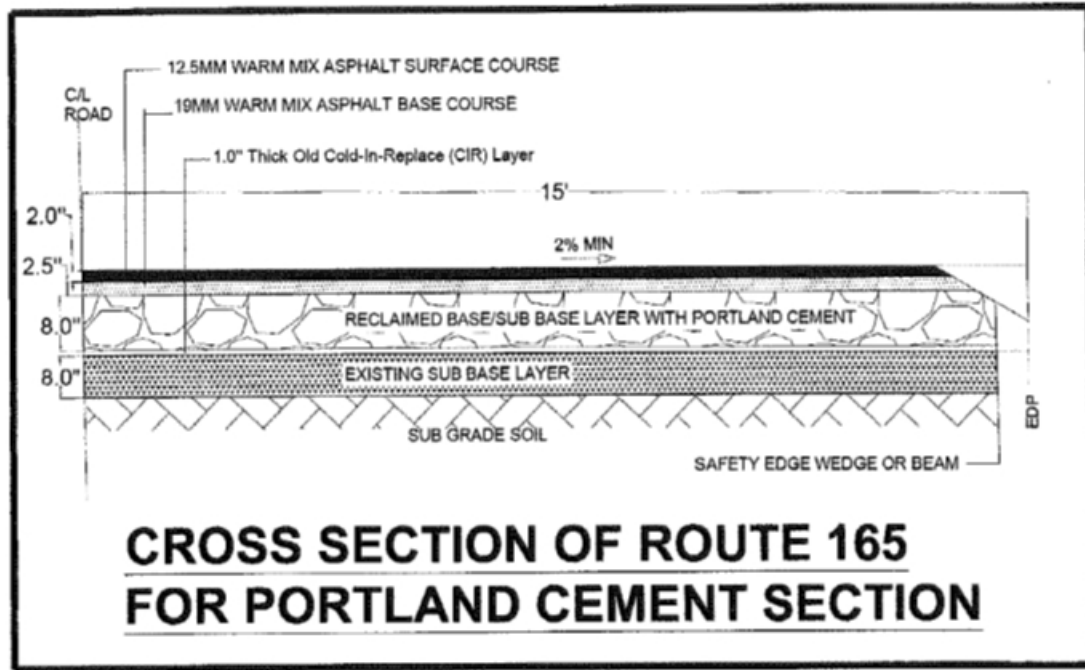 12.5MM WARM MIX ASPHALT SURFACE COURSE
C/L
ROAD
19MM WARM MIX ASPHALT BASE COURSE
1.0" Thick Old Cold-In-Replace (CIR) Layer
15'
2.0"
2% MIN
2.5"
8.0"
RECLAIMED BASE/SUB BASE LAYER WITH PORTLAND CEMENT
8.0"
EXISTING SUB BASE LAYER
EDP
SUB GRADE SOIL
SAFETY EDGE WEDGE OR BEAM
CROSS SECTION OF ROUTE 165
FOR PORTLAND CEMENT SECTION